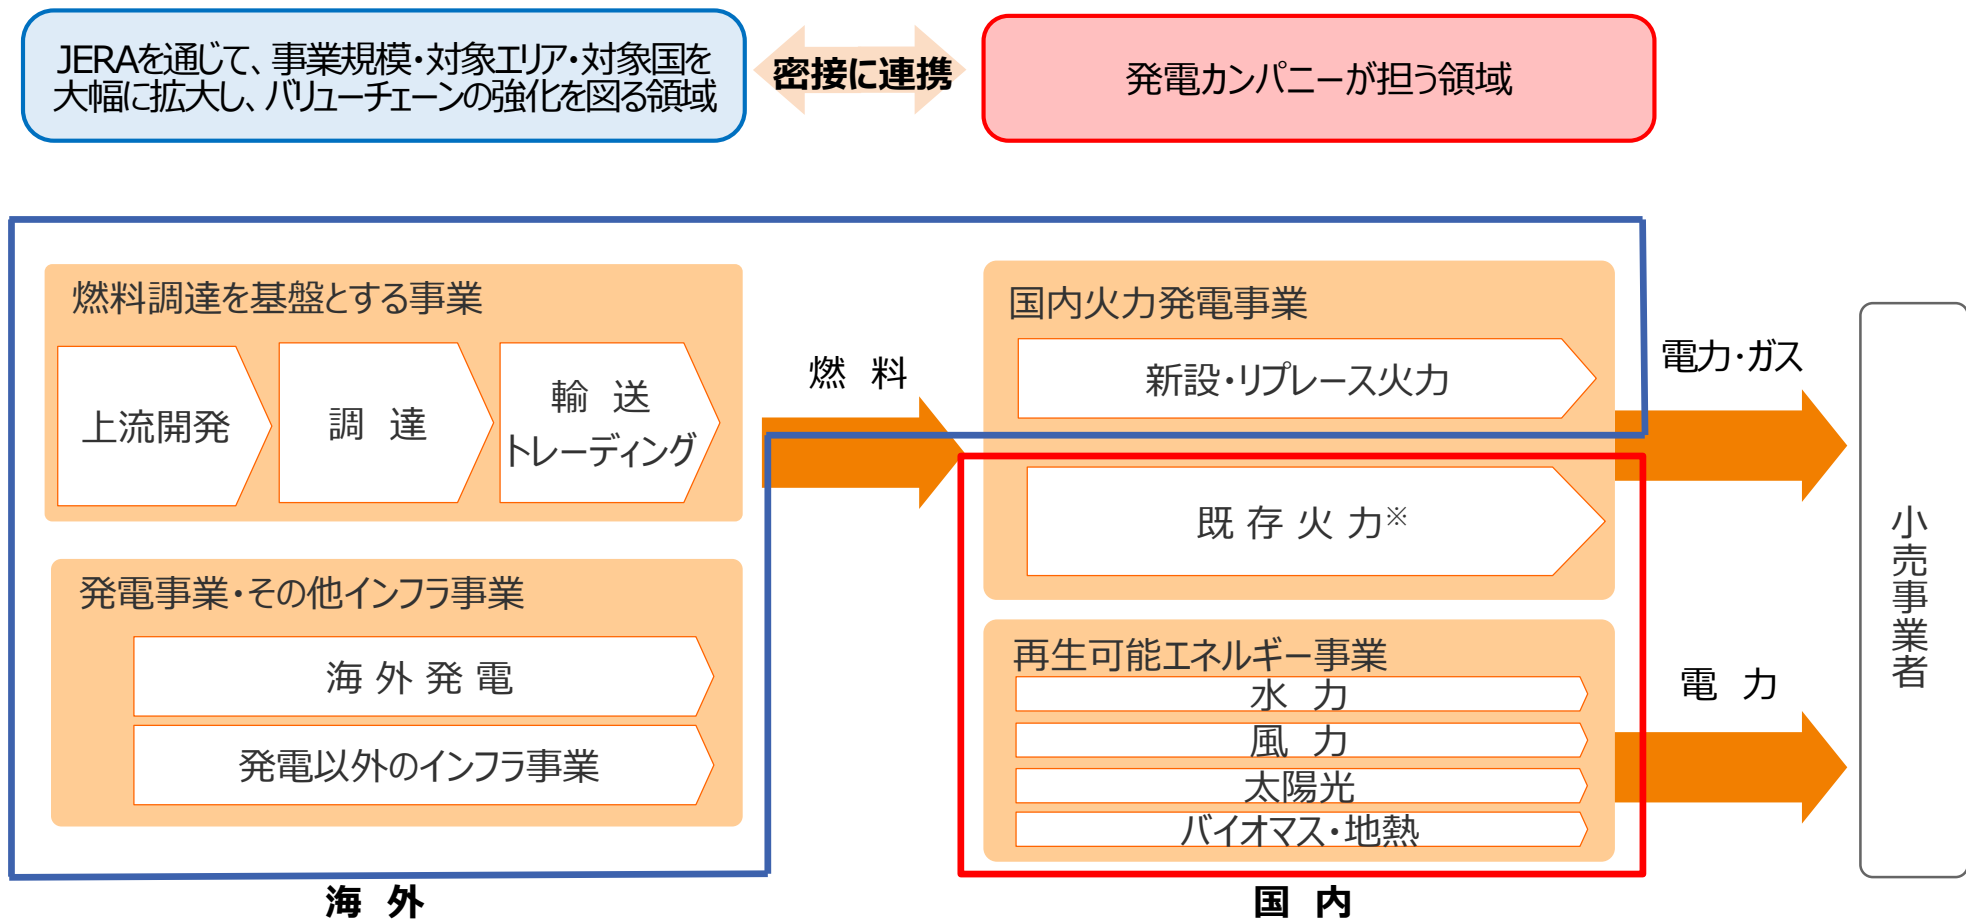 JERAを通じて、事業規模・対象エリア・対象国を
大幅に拡大し、バリューチェーンの強化を図る領域
密接に連携
発電カンパニーが担う領域
燃料調達を基盤とする事業
上流開発
調 達
輸 送
トレーディング
燃 料
国内火力発電事業
新設・リプレース火力
既 存 火 力※
電力・ガス
発電事業・その他インフラ事業
海 外 発 電
発電以外のインフラ事業
再生可能エネルギー事業
水 力
風 力
太陽光
バイオマス・地熱
電 力
小売事業者
海 外
国 内